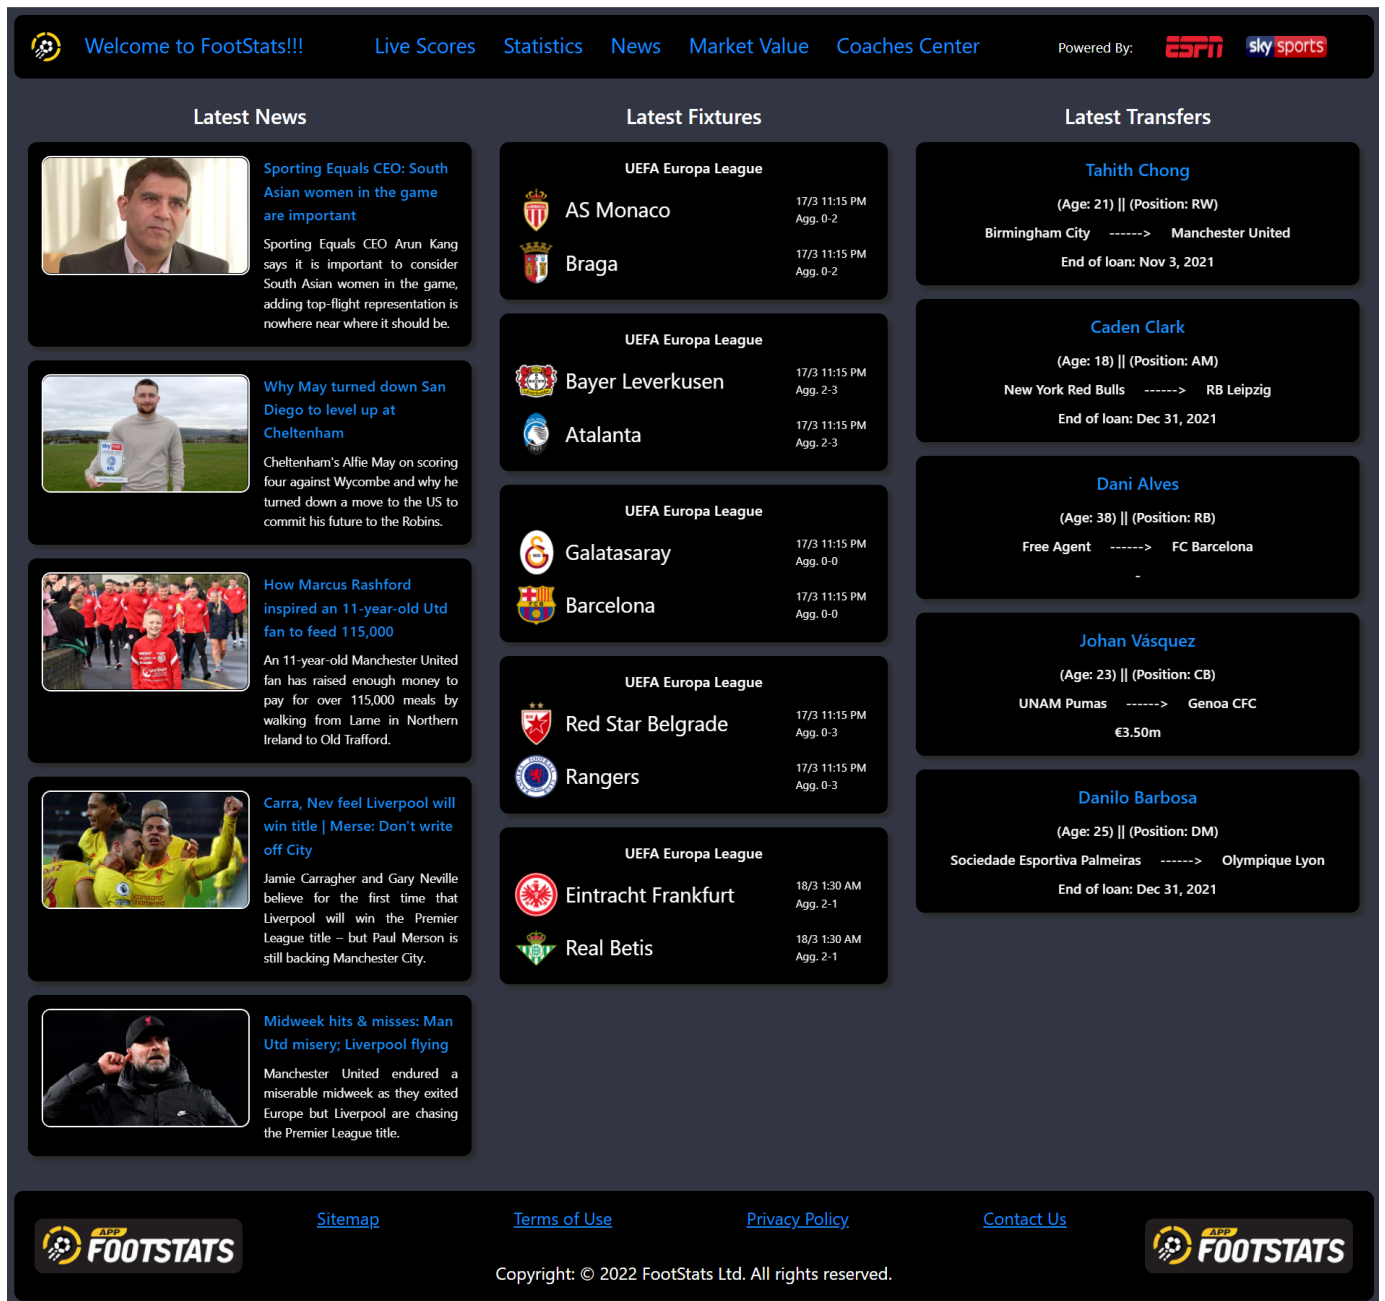 Welcome to FootStats!!!
Live Scores
Statistics
News
Market Value
Coaches Center
Powered By:
ESPN
sky sports
Latest News
Sporting Equals CEO: South
Asian women in the game
are important
Sporting Equals CEO Arun Kang
says it is important to consider
South Asian women in the game,
adding top-flight representation is
nowhere near where it should be.
Why May turned down San
Diego to level up at
Cheltenham
Cheltenham's Alfie May on scoring
four against Wycombe and why he
turned down a move to the US to
commit his future to the Robins.
How Marcus Rashford
inspired an 11-year-old Utd
fan to feed 115,000
An 11-year-old Manchester United
fan has raised enough money to
pay for over 115,000 meals by
walking from Larne in Northern
Ireland to Old Trafford.
Carra, Nev feel Liverpool will
win title | Merse: Don't write
off City
Jamie Carragher and Gary Neville
believe for the first time that
Liverpool will win the Premier
League title – but Paul Merson is
still backing Manchester City.
Midweek hits & misses: Man
Utd misery; Liverpool flying
Manchester United endured a
miserable midweek as they exited
Europe but Liverpool are chasing
the Premier League title.
Latest Fixtures
UEFA Europa League
AS Monaco
17/3 11:15 PM
Agg. 0-2
Braga
17/3 11:15 PM
Agg. 0-2
UEFA Europa League
Bayer Leverkusen
17/3 11:15 PM
Agg. 2-3
Atalanta
17/3 11:15 PM
Agg. 2-3
UEFA Europa League
Galatasaray
17/3 11:15 PM
Agg. 0-0
Barcelona
17/3 11:15 PM
Agg. 0-0
UEFA Europa League
Red Star Belgrade
17/3 11:15 PM
Agg. 0-3
Rangers
17/3 11:15 PM
Agg. 0-3
UEFA Europa League
Eintracht Frankfurt
18/3 1:30 AM
Agg. 2-1
Real Betis
18/3 1:30 AM
Agg. 2-1
Latest Transfers
Tahith Chong
(Age: 21) || (Position: RW)
Birmingham City ------> Manchester United
End of loan: Nov 3, 2021
Caden Clark
(Age: 18) || (Position: AM)
New York Red Bulls ------> RB Leipzig
End of loan: Dec 31, 2021
Dani Alves
(Age: 38) || (Position: RB)
Free Agent ------> FC Barcelona
-
Johan Vásquez
(Age: 23) || (Position: CB)
UNAM Pumas ------> Genoa CFC
€3.50m
Danilo Barbosa
(Age: 25) || (Position: DM)
Sociedade Esportiva Palmeiras ------> Olympique Lyon
End of loan: Dec 31, 2021
APP
FOOTSTATS
Sitemap
Terms of Use
Privacy Policy
Contact Us
Copyright: © 2022 FootStats Ltd. All rights reserved.
APP
FOOTSTATS